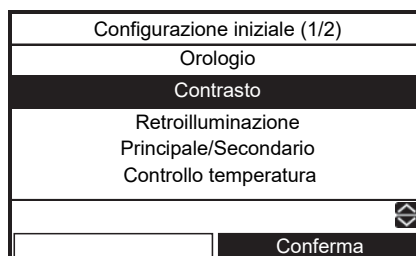 Configurazione iniziale (1/2)
Orologio
Contrasto
Retroilluminazione
Principale/Secondario
Controllo temperatura
Conferma